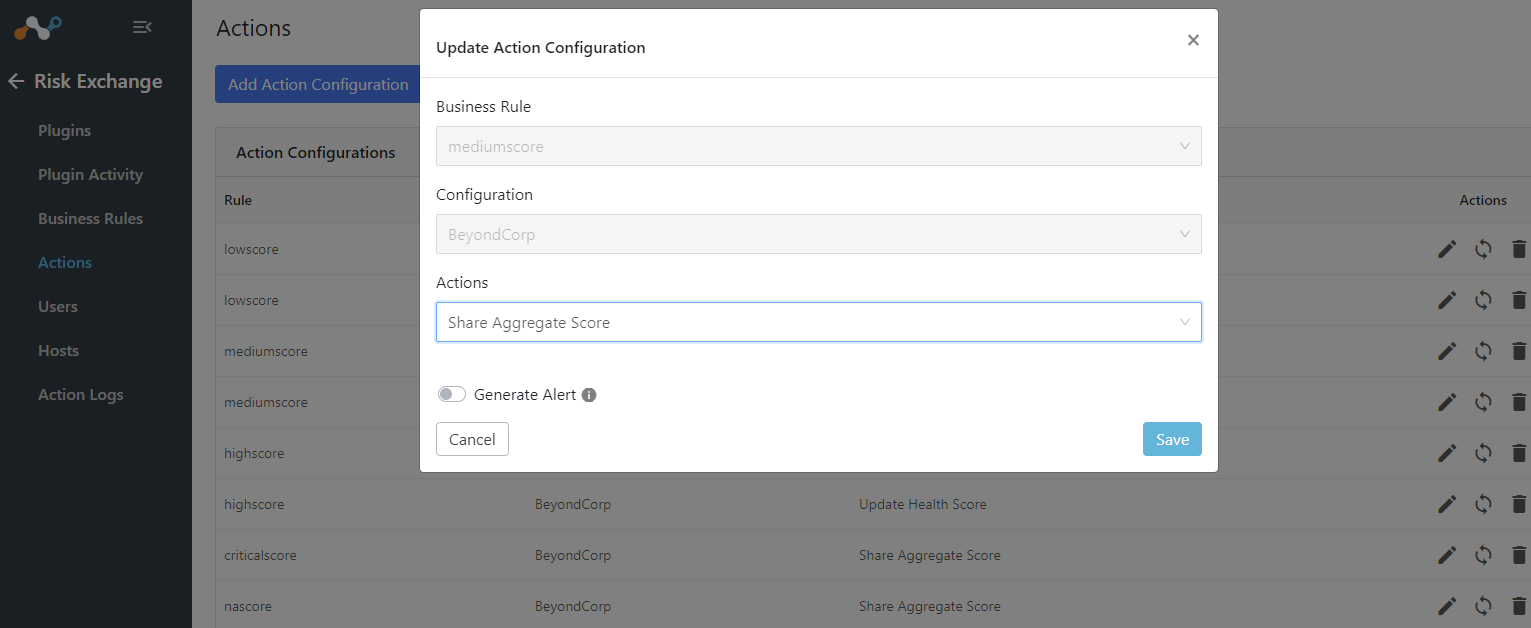 Risk Exchange
Plugins
Plugin Activity
Business Rules
Actions
Users
Hosts
Action Logs
Actions
Add Action Configuration
Action Configurations
Rule
Actions
lowscore
lowscore
mediumscore
mediumscore
highscore
highscore BeyondCorp Update Health Score
criticalscore BeyondCorp Share Aggregate Score
nascore BeyondCorp Share Aggregate Score
Update Action Configuration
Business Rule
mediumscore
Configuration
BeyondCorp
Actions
Share Aggregate Score
Generate Alert
Cancel
Save